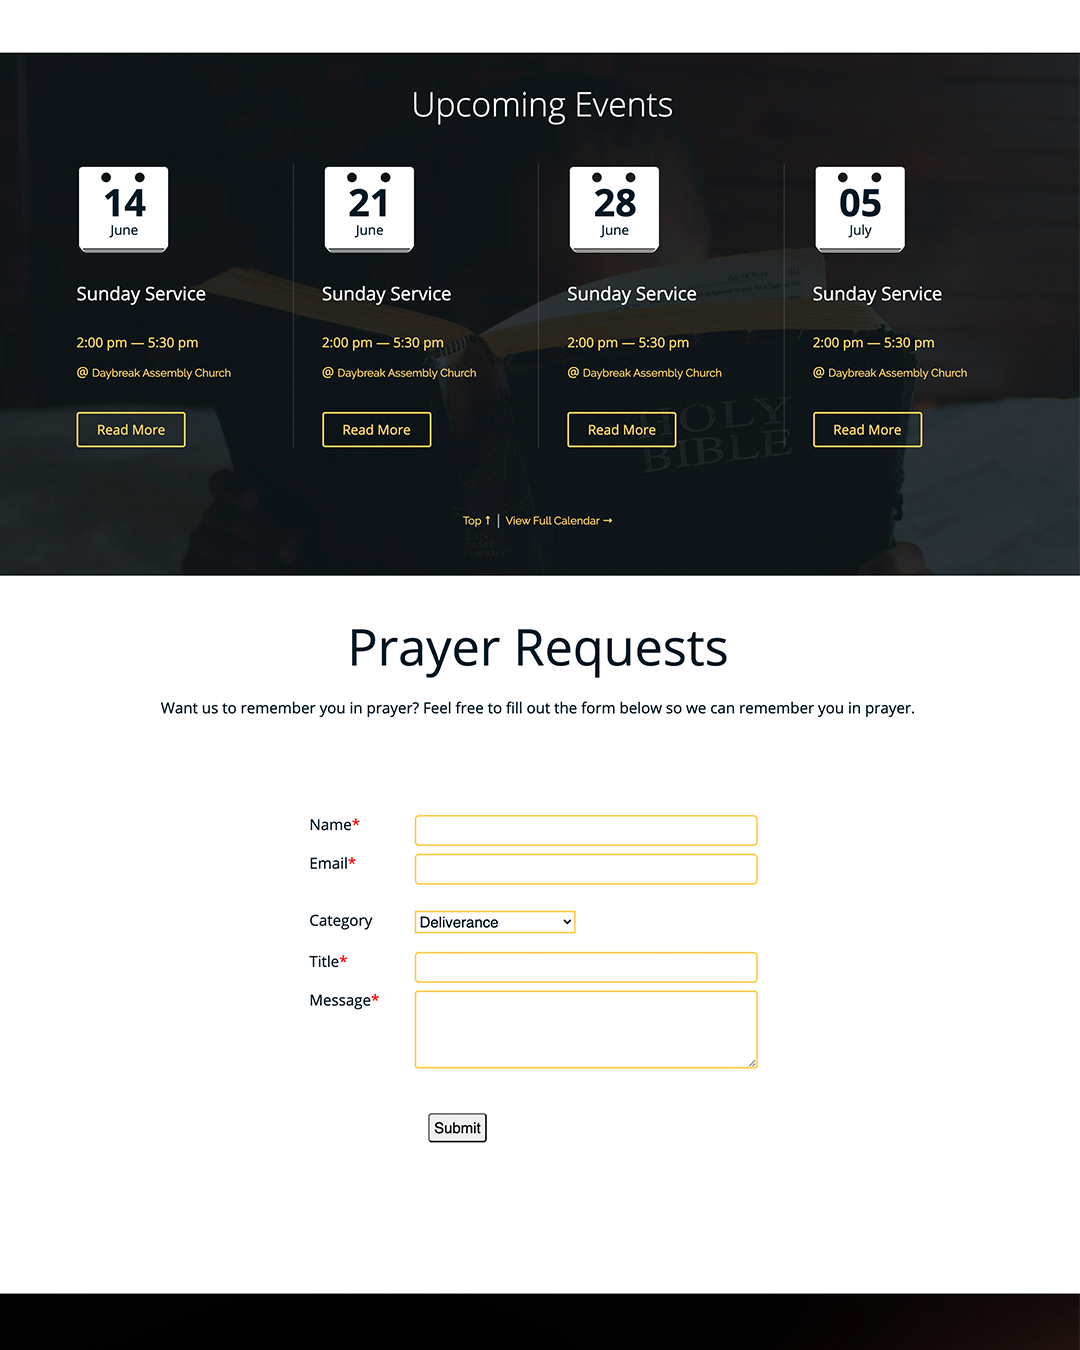 Upcoming Events
14
June
Sunday Service
2:00 pm — 5:30 pm
@ Daybreak Assembly Church
Read More
21
June
Sunday Service
2:00 pm — 5:30 pm
@ Daybreak Assembly Church
Read More
28
June
Sunday Service
2:00 pm — 5:30 pm
@ Daybreak Assembly Church
Read More
05
July
Sunday Service
2:00 pm — 5:30 pm
@ Daybreak Assembly Church
Read More
HOLY
BIBLE
Top ↑ | View Full Calendar →
Prayer Requests
Want us to remember you in prayer? Feel free to fill out the form below so we can remember you in prayer.
Name*
Email*
Category Deliverance
Title*
Message*
Submit